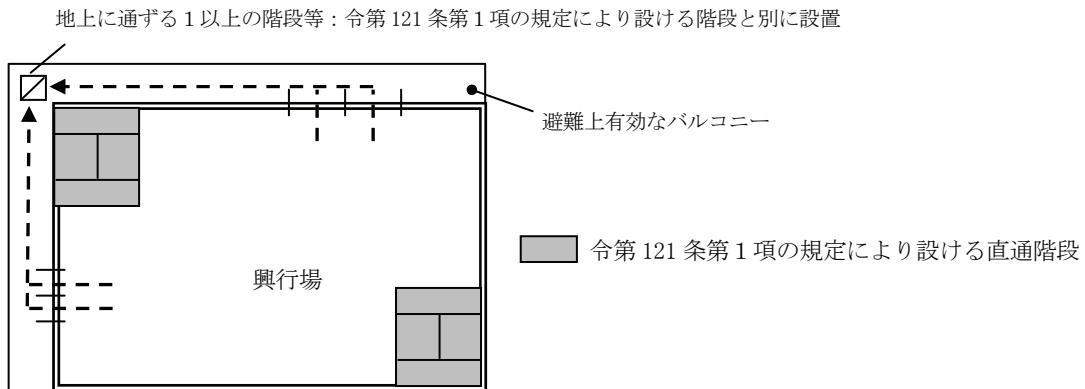 地上に通ずる１以上の階段等：令第 121 条第１項の規定により設ける階段と別に設置
避難上有効なバルコニー
令第 121 条第１項の規定により設ける直通階段
興行場